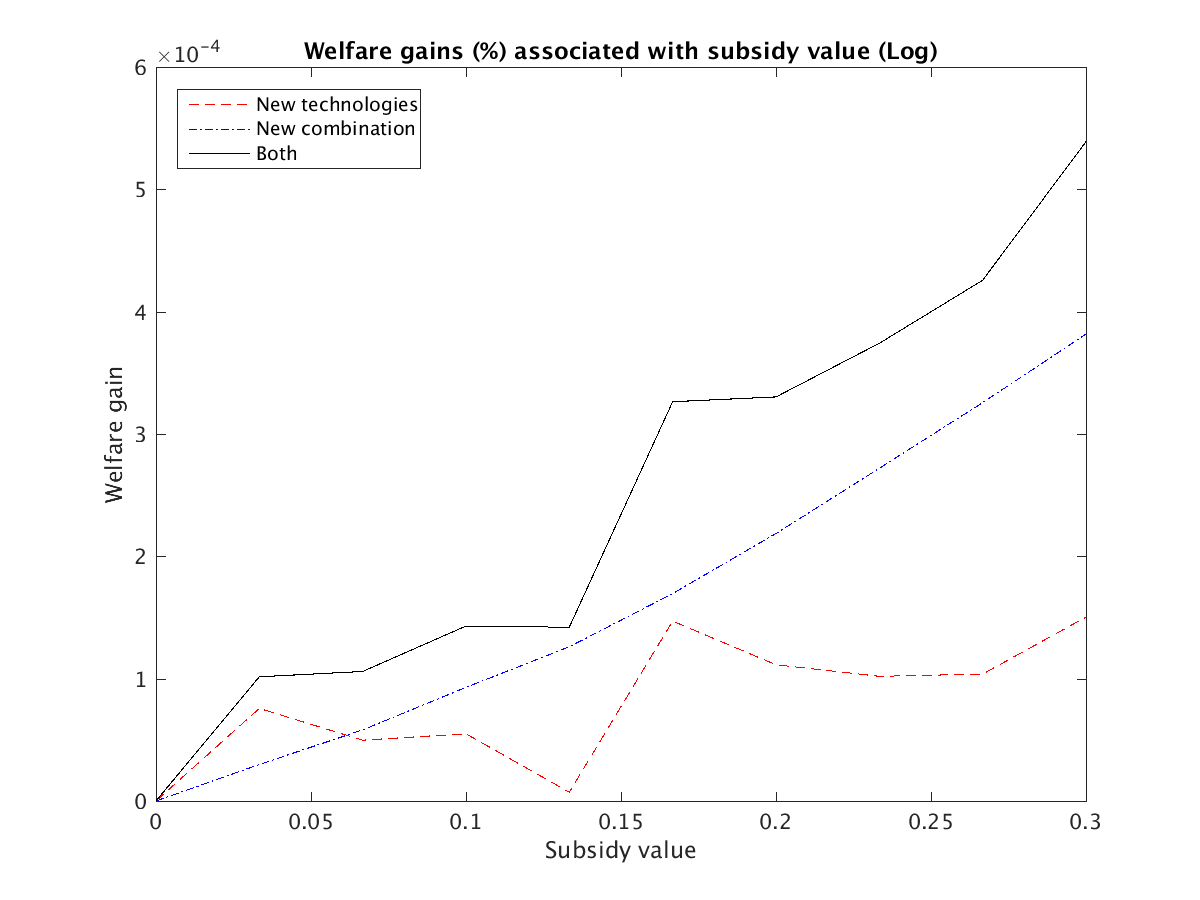 ×10⁻⁴
Welfare gains (%) associated with subsidy value (Log)
6
New technologies
New combination
Both
5
4
3
2
1
0
Welfare gain
0 0.05 0.1 0.15 0.2 0.25 0.3
Subsidy value